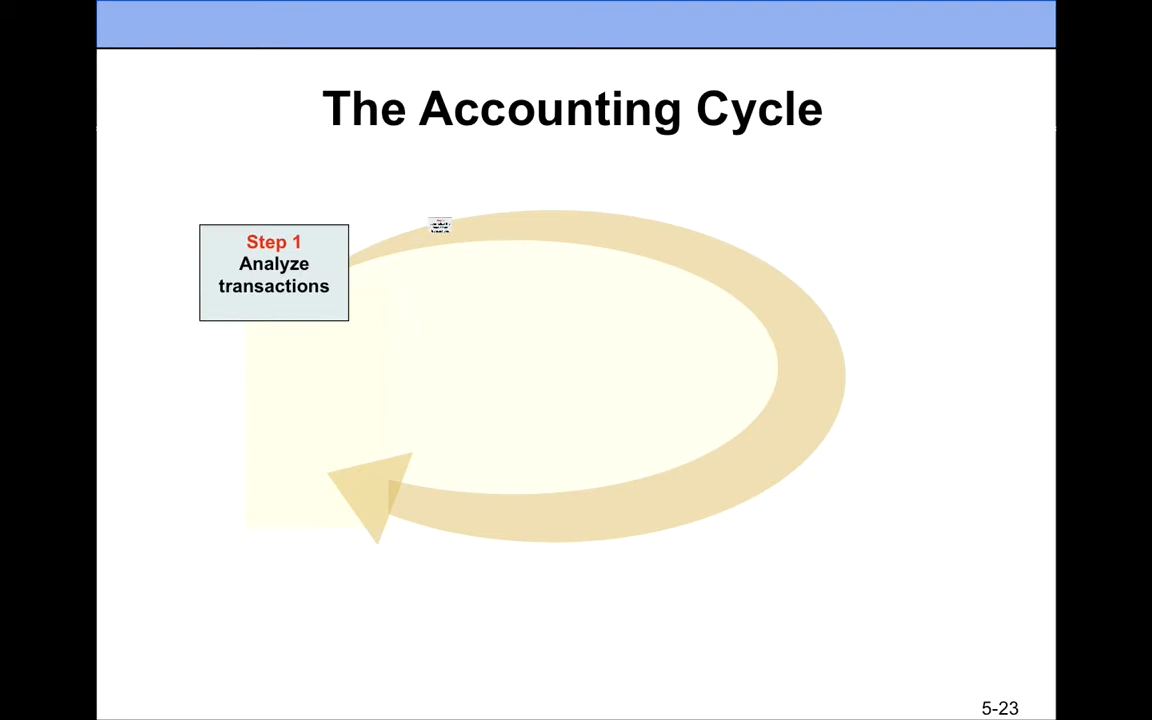 The Accounting Cycle
Step 1
Analyze
transactions
5-23